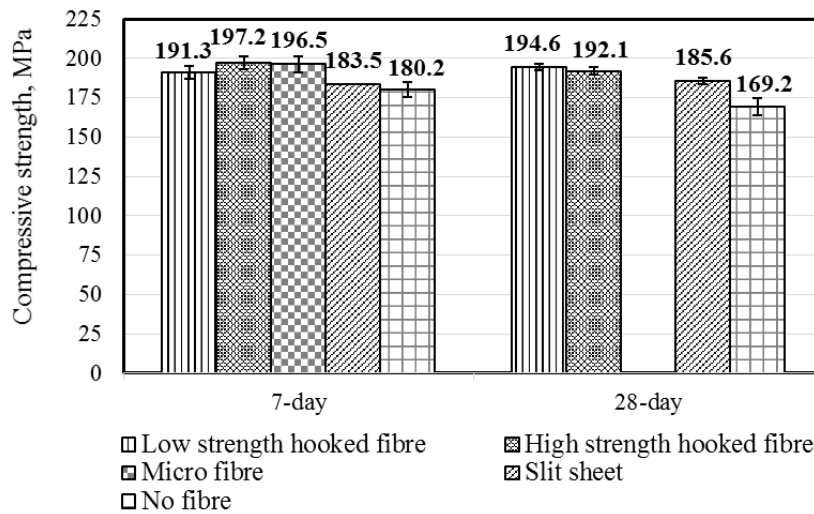 Compressive strength, MPa
225
200
175
150
125
100
75
50
25
0
191.3
197.2
196.5
183.5
180.2
194.6
192.1
185.6
169.2
7-day
28-day
Low strength hooked fibre
High strength hooked fibre
Micro fibre
Slit sheet
No fibre